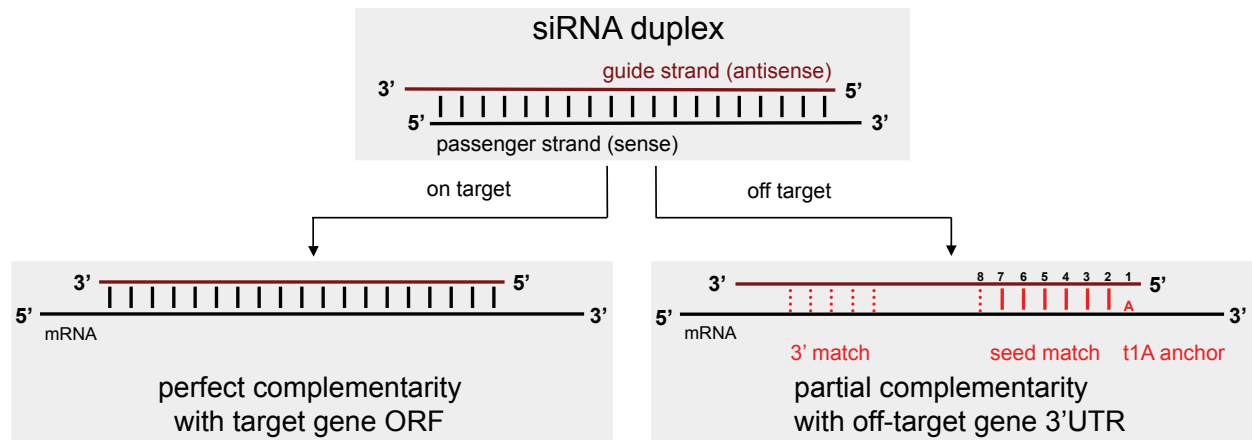 siRNA duplex
guide strand (antisense)
3’ 5’
5’ 3’
passenger strand (sense)
on target off target
3’ 5’
5’ 3’
mRNA
perfect complementarity
with target gene ORF
8 7 6 5 4 3 2 1
3’ 5’
A
5’ 3’
mRNA
3’ match seed match t1A anchor
partial complementarity
with off-target gene 3’UTR